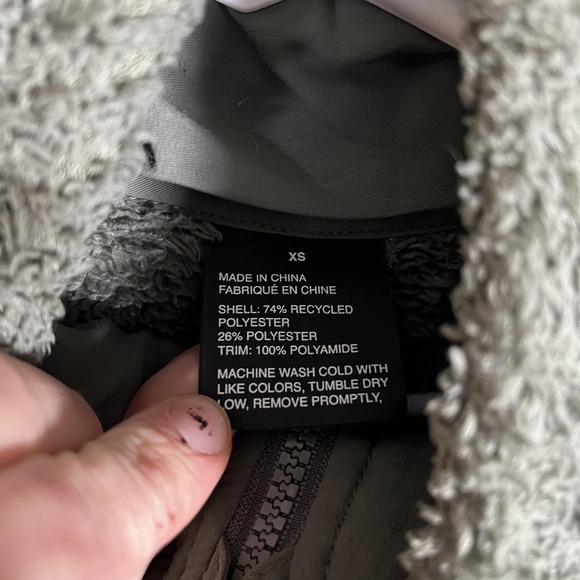 XS
MADE IN CHINA
FABRIQUÉ EN CHINE
SHELL: 74% RECYCLED
POLYESTER
26% POLYESTER
TRIM: 100% POLYAMIDE
MACHINE WASH COLD WITH
LIKE COLORS, TUMBLE DRY
LOW, REMOVE PROMPTLY,